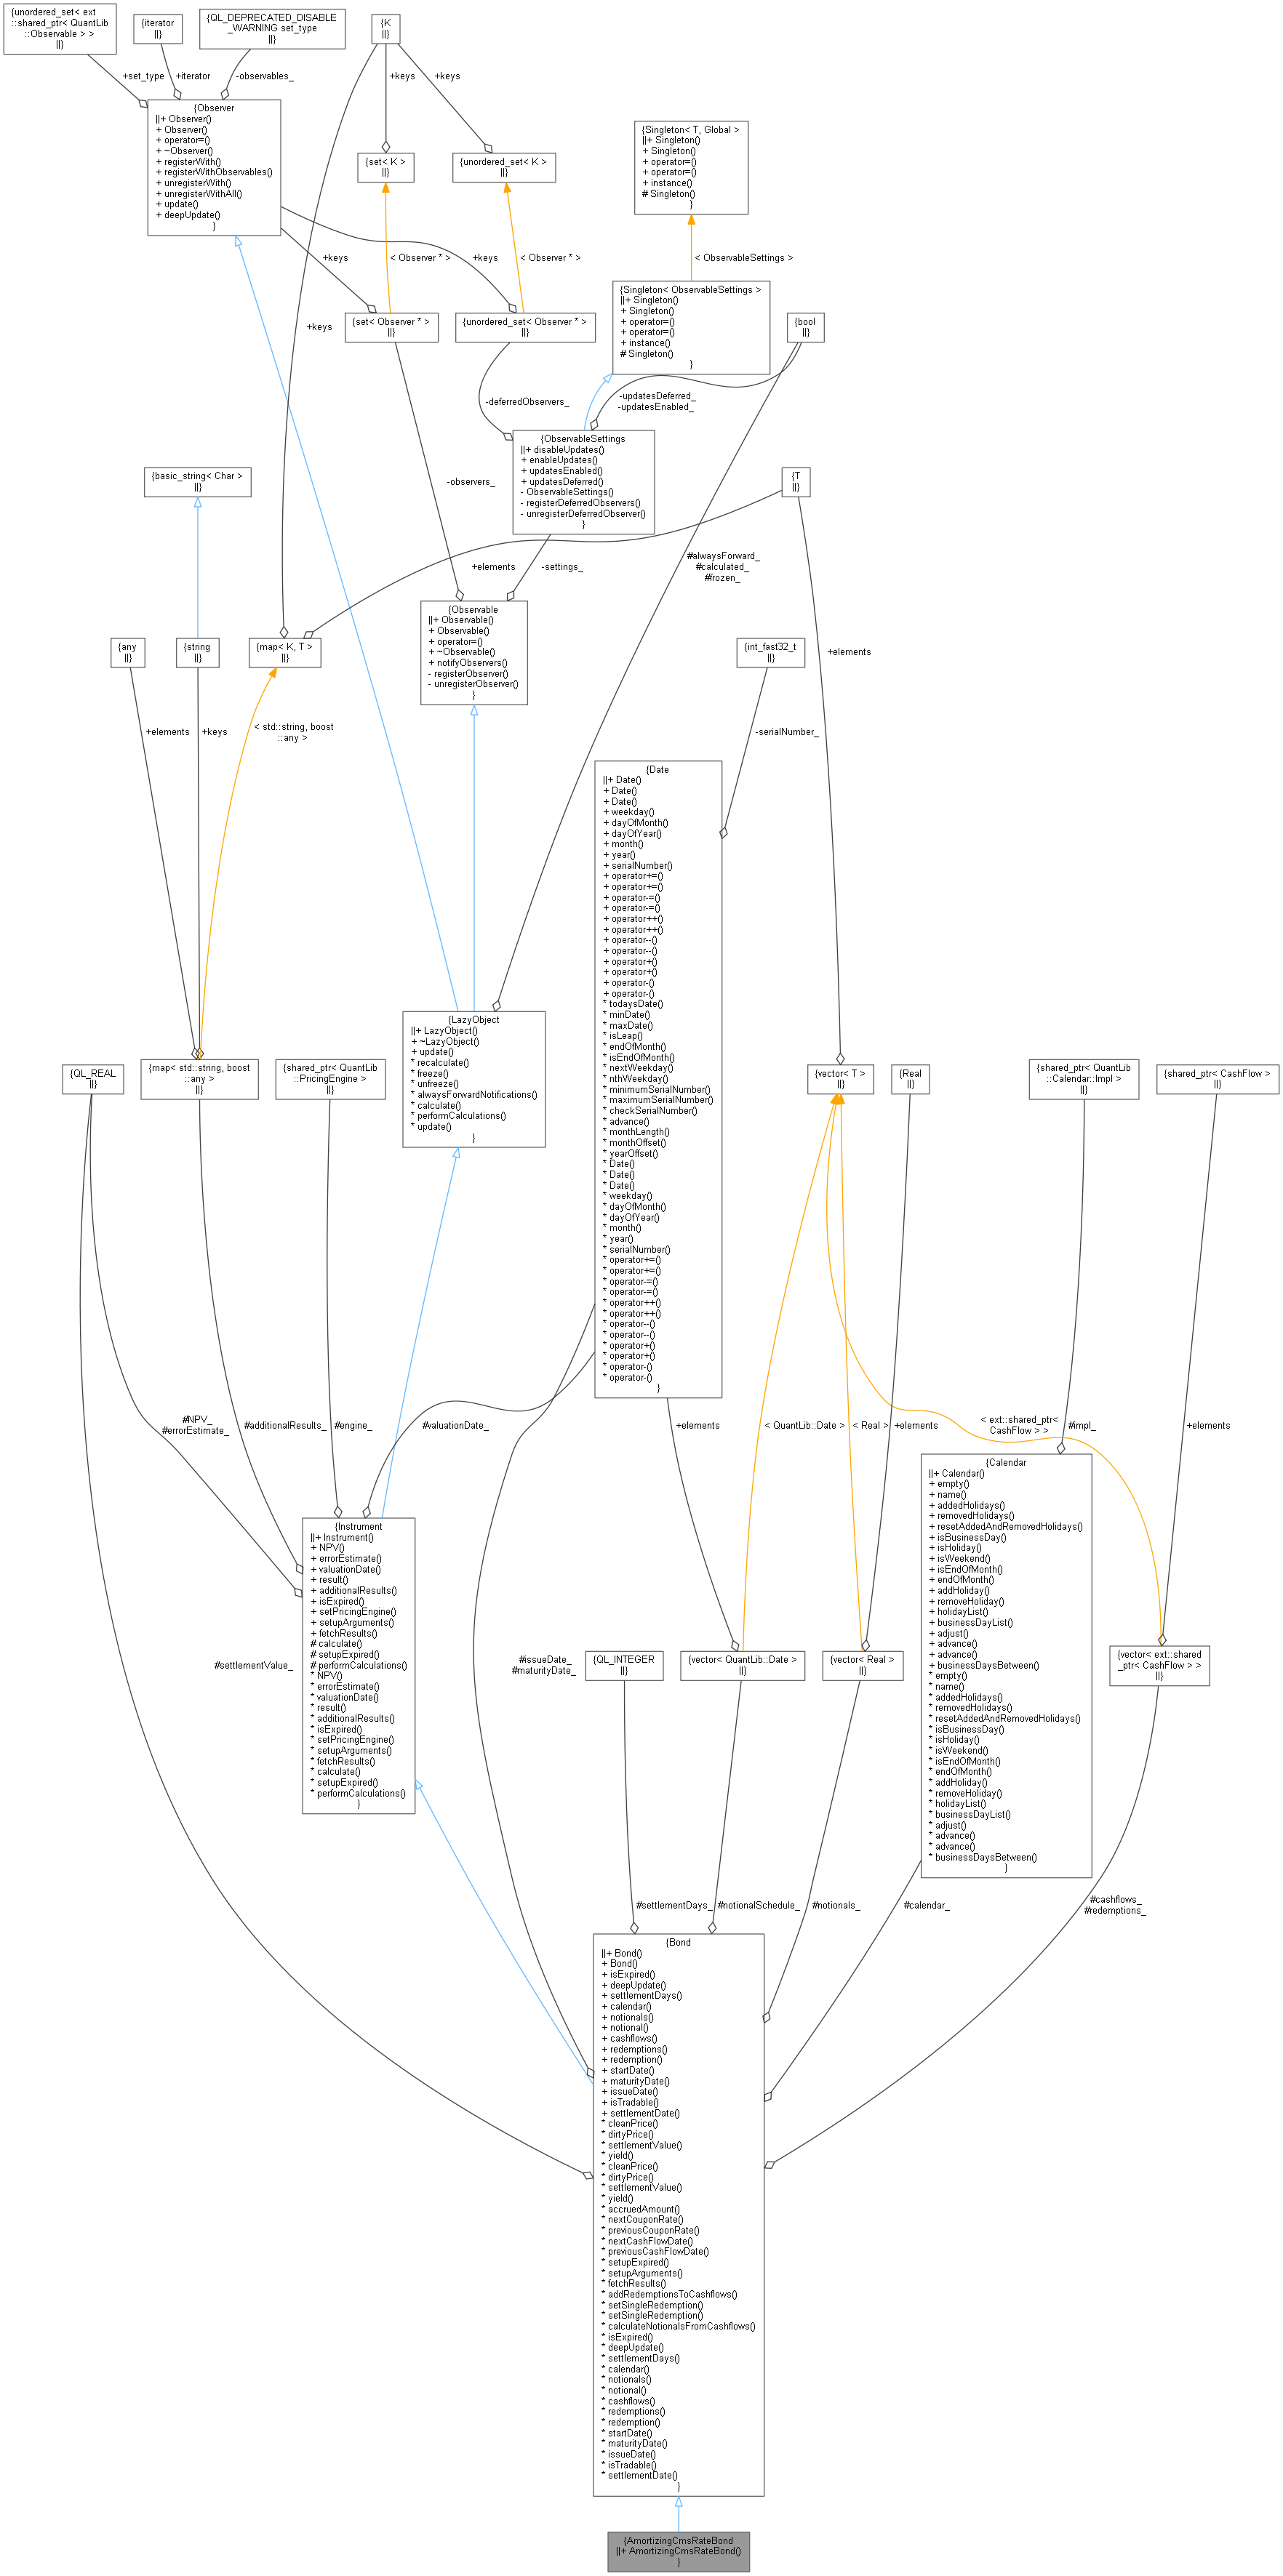 {unordered_set< ext
::shared_ptr< QuantLib
::Observable > >
||}
{iterator
||}
{QL_DEPRECATED_DISABLE
_WARNING set_type
||}
{K
||}
+set_type
+iterator
-observables_
+keys
+keys
{Observer
||+ Observer()
+ Observer()
+ operator=()
+ ~Observer()
+ registerWith()
+ registerWithObservables()
+ unregisterWith()
+ unregisterWithAll()
+ update()
+ deepUpdate()
}
{set< K >
||}
{unordered_set< K >
||}
{Singleton< T, Global >
||+ Singleton()
+ Singleton()
+ operator=()
+ operator=()
+ instance()
# Singleton()
}
+keys
< Observer * >
+keys
< Observer * >
< ObservableSettings >
+keys
{set< Observer * >
||}
{unordered_set< Observer * >
||}
{Singleton< ObservableSettings >
||+ Singleton()
+ Singleton()
+ operator=()
+ operator=()
+ instance()
# Singleton()
}
{bool
||}
-deferredObservers_
-updatesDeferred_
-updatesEnabled_
{ObservableSettings
||+ disableUpdates()
+ enableUpdates()
+ updatesEnabled()
+ updatesDeferred()
- ObservableSettings()
- registerDeferredObservers()
- unregisterDeferredObserver()
}
{basic_string< Char >
||}
-observers_
{T
||}
+elements
-settings_
#alwaysForward_
#calculated_
#frozen_
{any
||}
{string
||}
{map< K, T >
||}
{Observable
||+ Observable()
+ Observable()
+ operator=()
+ ~Observable()
+ notifyObservers()
- registerObserver()
- unregisterObserver()
}
{int_fast32_t
||}
+elements
+elements
+keys
< std::string, boost
::any >
-serialNumber_
{Date
||+ Date()
+ Date()
+ Date()
+ weekday()
+ dayOfMonth()
+ dayOfYear()
+ month()
+ year()
+ serialNumber()
+ operator+=()
+ operator+=()
+ operator-=()
+ operator-=()
+ operator++()
+ operator++()
+ operator--()
+ operator--()
+ operator+()
+ operator+()
+ operator-()
+ operator-()
* todaysDate()
* minDate()
* maxDate()
* isLeap()
* endOfMonth()
* isEndOfMonth()
* nextWeekday()
* nthWeekday()
* minimumSerialNumber()
* maximumSerialNumber()
* checkSerialNumber()
* advance()
* monthLength()
* monthOffset()
* yearOffset()
* Date()
* Date()
* Date()
* weekday()
* dayOfMonth()
* dayOfYear()
* month()
* year()
* serialNumber()
* operator+=()
* operator+=()
* operator-=()
* operator-=()
* operator++()
* operator++()
* operator--()
* operator--()
* operator+()
* operator+()
* operator-()
* operator-()
}
{LazyObject
||+ LazyObject()
+ ~LazyObject()
+ update()
* recalculate()
* freeze()
* unfreeze()
* alwaysForwardNotifications()
* calculate()
* performCalculations()
* update()
}
{QL_REAL
||}
{map< std::string, boost
::any >
||}
{shared_ptr< QuantLib
::PricingEngine >
||}
{vector< T >
||}
{Real
||}
{shared_ptr< QuantLib
::Calendar::Impl >
||}
{shared_ptr< CashFlow >
||}
#NPV_
#errorEstimate_
#additionalResults_
#engine_
#valuationDate_
+elements
< QuantLib::Date >
< Real >
+elements
< ext::shared_ptr<
CashFlow > >
#impl_
+elements
{Instrument
||+ Instrument()
+ NPV()
+ errorEstimate()
+ valuationDate()
+ result()
+ additionalResults()
+ isExpired()
+ setPricingEngine()
+ setupArguments()
+ fetchResults()
# calculate()
# setupExpired()
# performCalculations()
* NPV()
* errorEstimate()
* valuationDate()
* result()
* additionalResults()
* isExpired()
* setPricingEngine()
* setupArguments()
* fetchResults()
* calculate()
* setupExpired()
* performCalculations()
}
{Calendar
||+ Calendar()
+ empty()
+ name()
+ addedHolidays()
+ removedHolidays()
+ resetAddedAndRemovedHolidays()
+ isBusinessDay()
+ isHoliday()
+ isWeekend()
+ isEndOfMonth()
+ endOfMonth()
+ addHoliday()
+ removeHoliday()
+ holidayList()
+ businessDayList()
+ adjust()
+ advance()
+ advance()
+ businessDaysBetween()
* empty()
* name()
* addedHolidays()
* removedHolidays()
* resetAddedAndRemovedHolidays()
* isBusinessDay()
* isHoliday()
* isWeekend()
* isEndOfMonth()
* endOfMonth()
* addHoliday()
* removeHoliday()
* holidayList()
* businessDayList()
* adjust()
* advance()
* advance()
* businessDaysBetween()
}
#settlementValue_
#issueDate_
#maturityDate_
{QL_INTEGER
||}
{vector< QuantLib::Date >
||}
{vector< Real >
||}
{vector< ext::shared
_ptr< CashFlow > >
||}
#settlementDays_
#notionalSchedule_
#notionals_
#calendar_
#cashflows_
#redemptions_
{Bond
||+ Bond()
+ Bond()
+ isExpired()
+ deepUpdate()
+ settlementDays()
+ calendar()
+ notionals()
+ notional()
+ cashflows()
+ redemptions()
+ redemption()
+ startDate()
+ maturityDate()
+ issueDate()
+ isTradable()
+ settlementDate()
* cleanPrice()
* dirtyPrice()
* settlementValue()
* yield()
* cleanPrice()
* dirtyPrice()
* settlementValue()
* yield()
* accruedAmount()
* nextCouponRate()
* previousCouponRate()
* nextCashFlowDate()
* previousCashFlowDate()
* setupExpired()
* setupArguments()
* fetchResults()
* addRedemptionsToCashflows()
* setSingleRedemption()
* setSingleRedemption()
* calculateNotionalsFromCashflows()
* isExpired()
* deepUpdate()
* settlementDays()
* calendar()
* notionals()
* notional()
* cashflows()
* redemptions()
* redemption()
* startDate()
* maturityDate()
* issueDate()
* isTradable()
* settlementDate()
}
{AmortizingCmsRateBond
||+ AmortizingCmsRateBond()
}